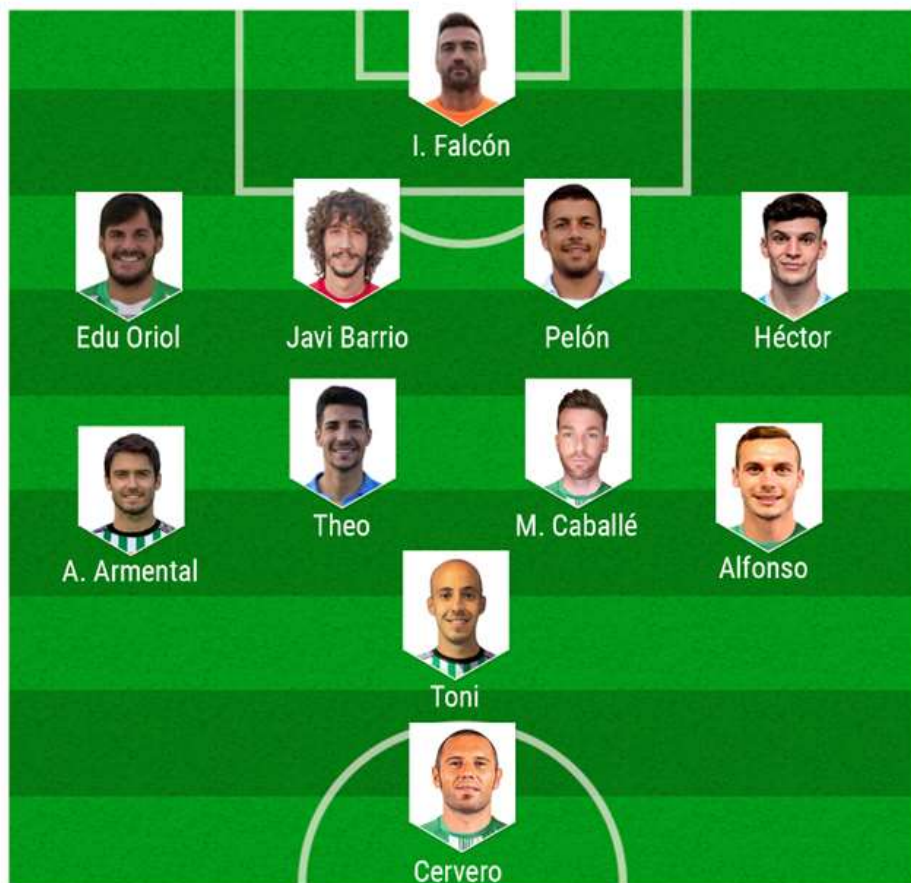 I. Falcón
Edu Oriol
Javi Barrio
Pelón
Héctor
A. Armental
Theo
M. Caballé
Alfonso
Toni
Cervero